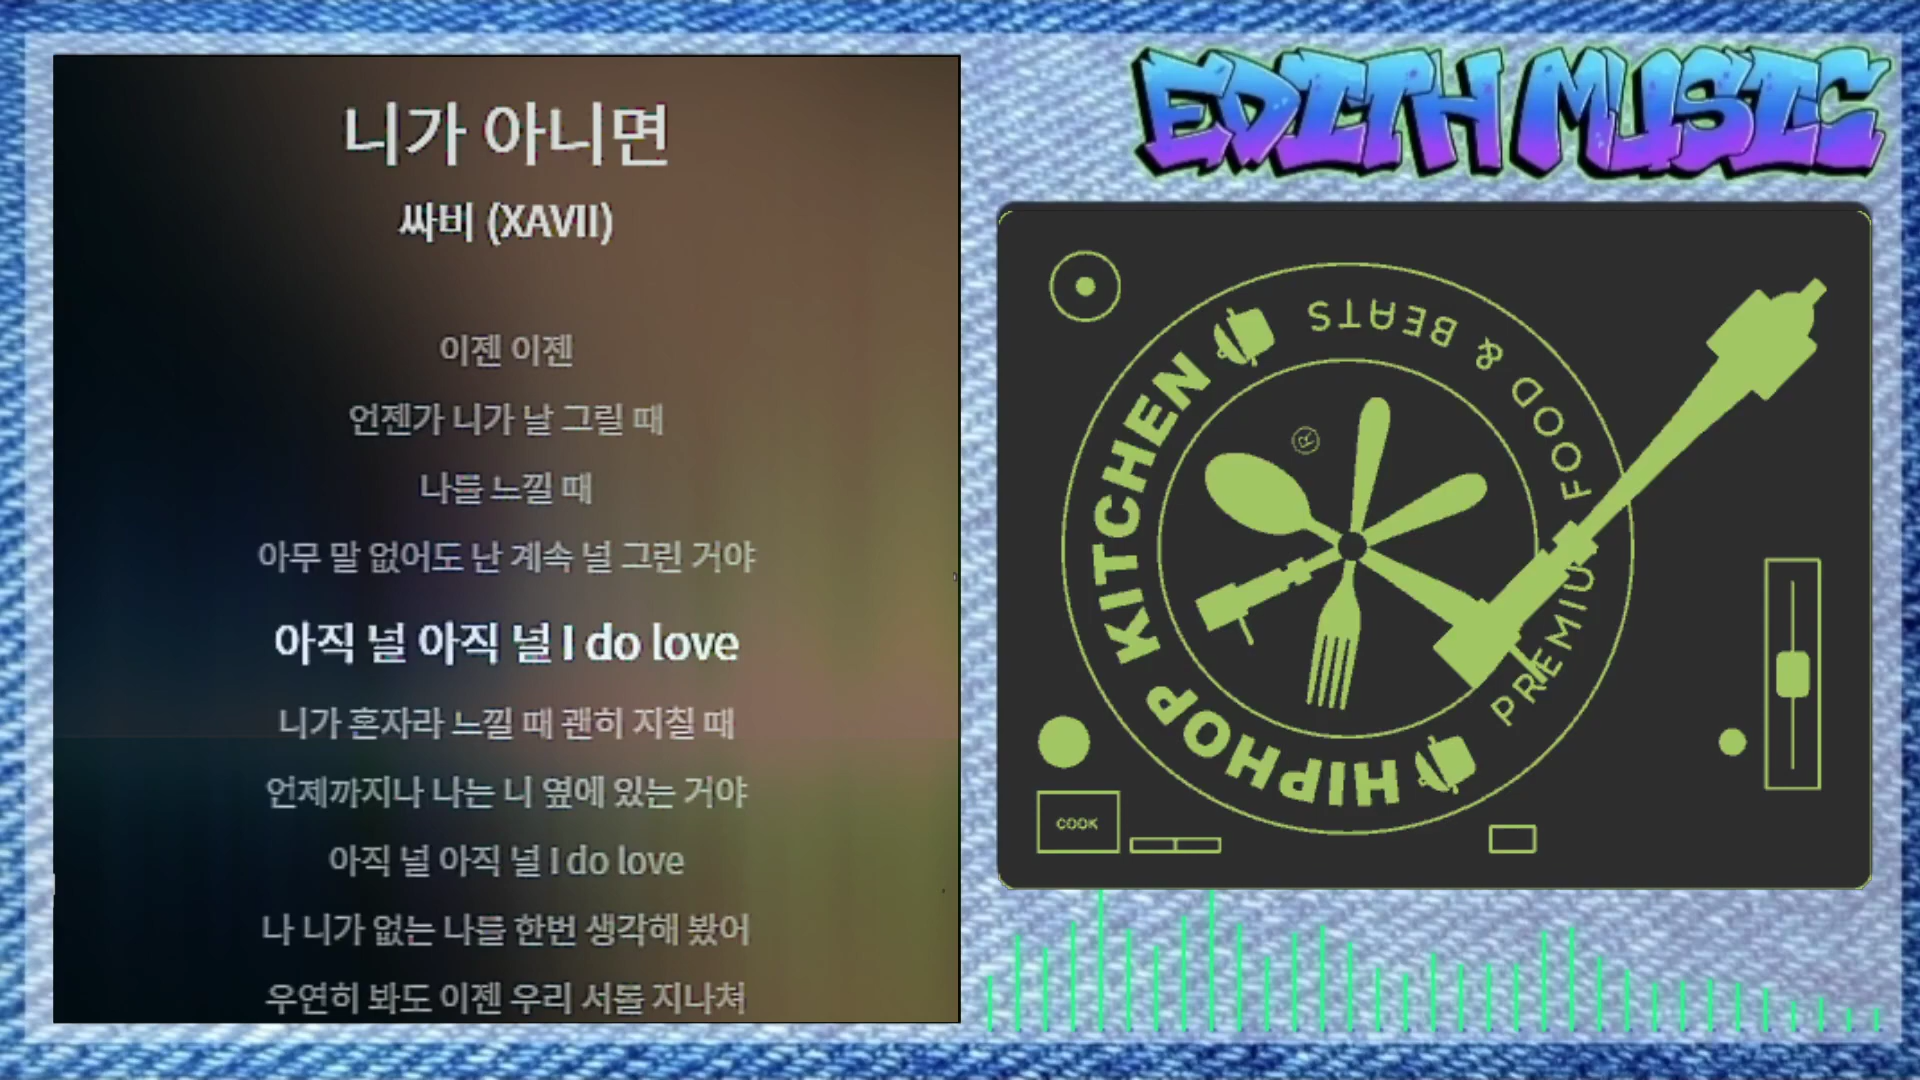 니가 아니면
싸비 (XAVII)
이젠 이젠
언젠가 니가 날 그릴 때
나를 느낄 때
아무 말 없어도 난 계속 널 그린 거야
아직 널 아직 널 I do love
니가 혼자라 느낄 때 괜히 지칠 때
언제까지나 나는 니 옆에 있는 거야
아직 널 아직 널 I do love
나 니가 없는 나를 한번 생각해 봤어
우연히 봐도 이젠 우리 서롤 지나쳐
EDITH MUSIC
HIPHOP KITCHEN
PREMIU FOOD & BEATS
®
COOK